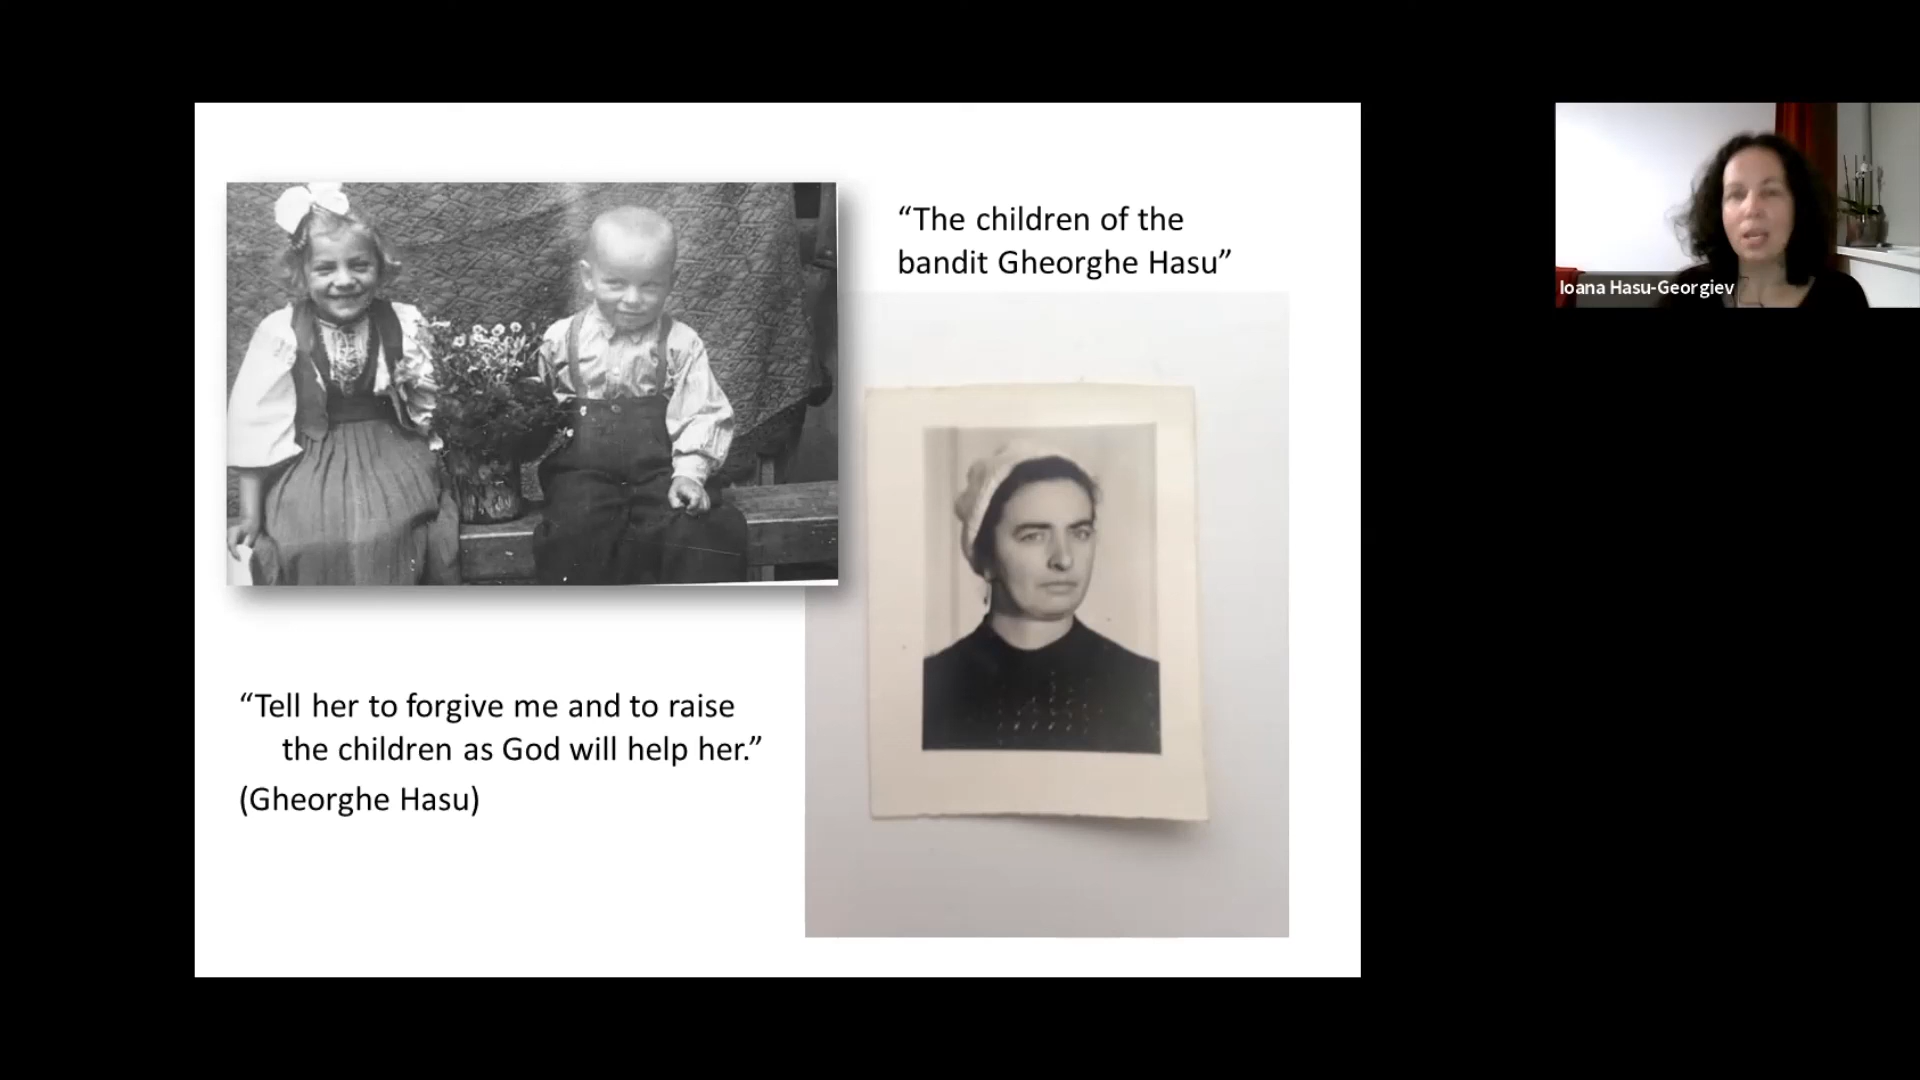 “The children of the
bandit Gheorghe Hasu”
“Tell her to forgive me and to raise
the children as God will help her.”
(Gheorghe Hasu)
Ioana Hasu-Georgiev